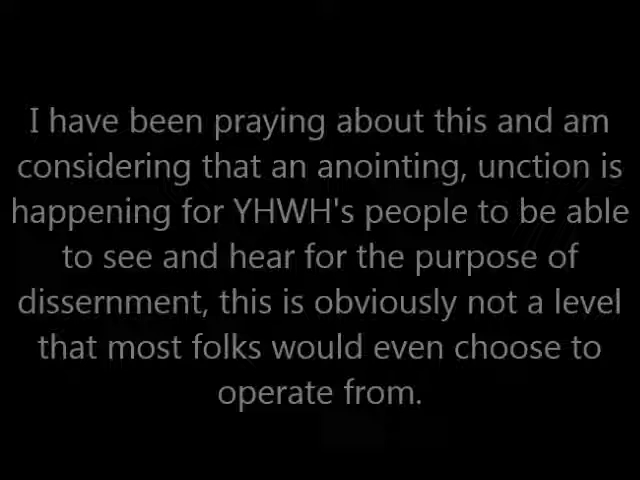 I have been praying about this and am
considering that an anointing, unction is
happening for YHWH's people to be able
to see and hear for the purpose of
dissernment, this is obviously not a level
that most folks would even choose to
operate from.